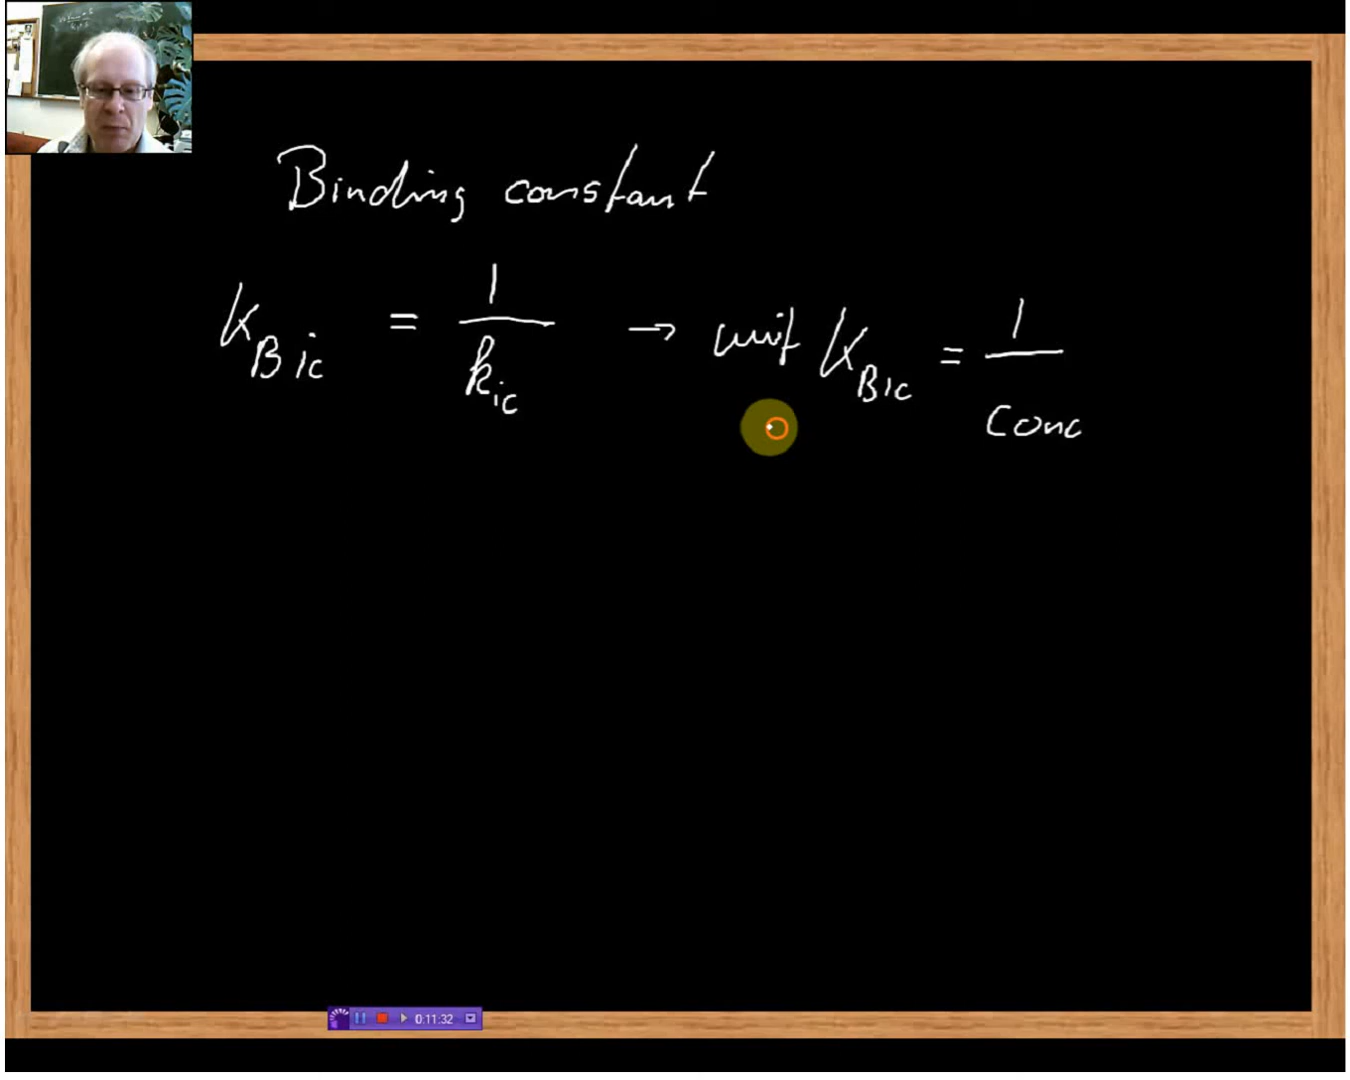 Binding constant
K_Bic = 1 / k_ic → unit K_Bic = 1 / conc
0:11:32